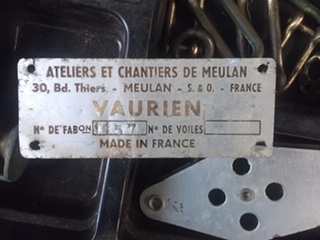 ATELIERS ET CHANTIERS DE MEULAN
30, Bd. Thiers. - MEULAN - S. & O. - FRANCE
VAURIEN
Nº DE FABON Nº DE VOILES
MADE IN FRANCE